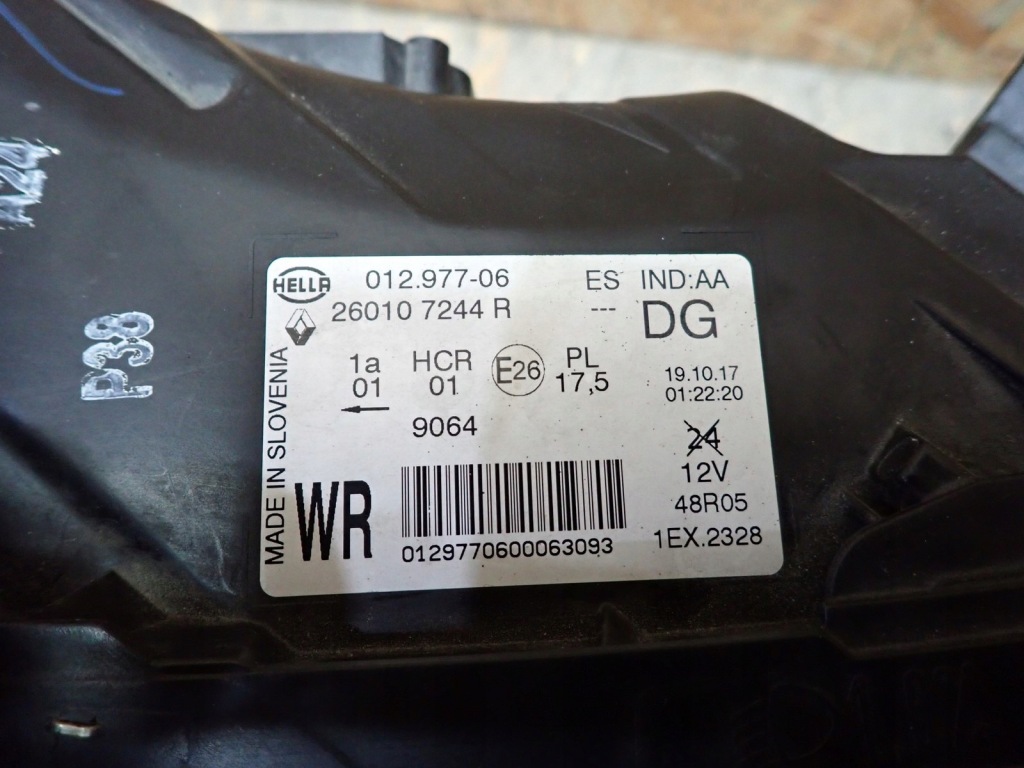 HELLA 012.977-06 ES IND:AA
26010 7244 R --- DG
1a HCR E26 PL
01 01 17,5
19.10.17
01:22:20
9064
24
12V
48R05
1EX.2328
WR
0129770600063093
MADE IN SLOVENIA
P38